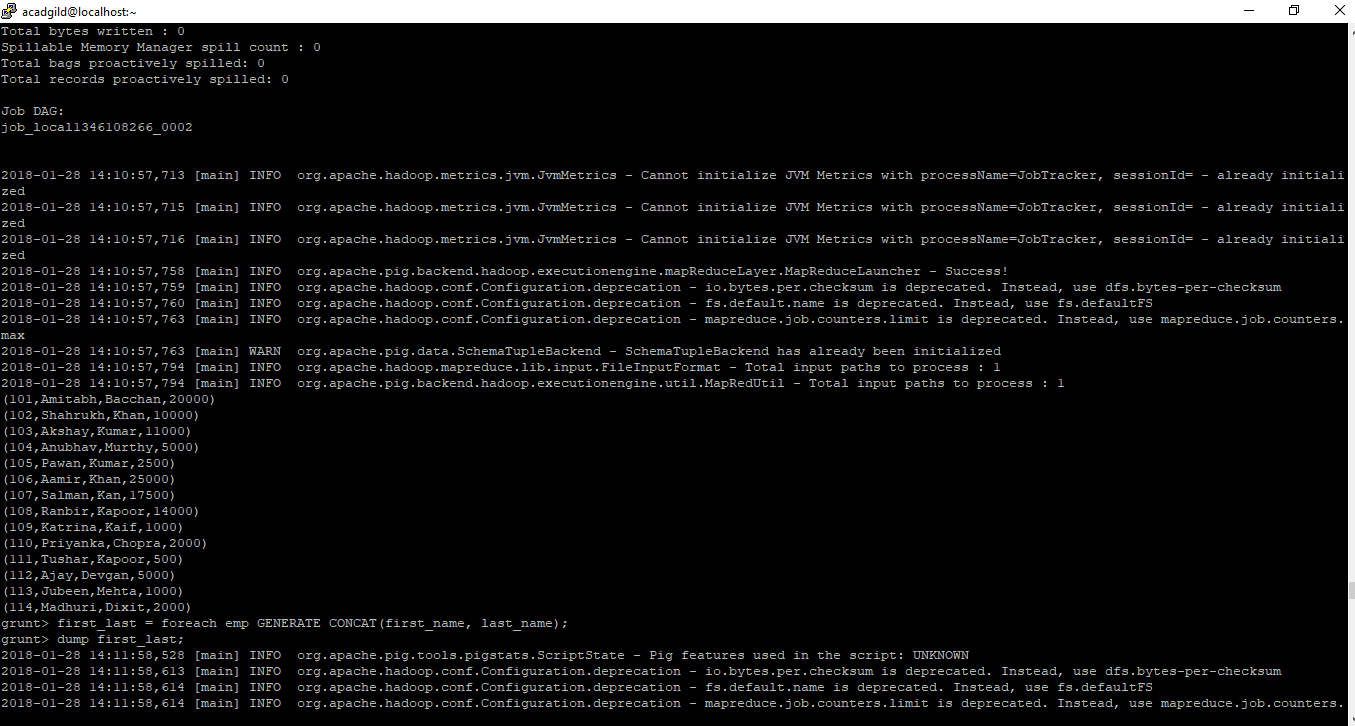 acadgild@localhost:~
Total bytes written : 0
Spillable Memory Manager spill count : 0
Total bags proactively spilled: 0
Total records proactively spilled: 0
Job DAG:
job_local1346108266_0002
2018-01-28 14:10:57,713 [main] INFO  org.apache.hadoop.metrics.jvm.JvmMetrics - Cannot initialize JVM Metrics with processName=JobTracker, sessionId= - already initiali
zed
2018-01-28 14:10:57,715 [main] INFO  org.apache.hadoop.metrics.jvm.JvmMetrics - Cannot initialize JVM Metrics with processName=JobTracker, sessionId= - already initiali
zed
2018-01-28 14:10:57,716 [main] INFO  org.apache.hadoop.metrics.jvm.JvmMetrics - Cannot initialize JVM Metrics with processName=JobTracker, sessionId= - already initiali
zed
2018-01-28 14:10:57,758 [main] INFO  org.apache.pig.backend.hadoop.executionengine.mapReduceLayer.MapReduceLauncher - Success!
2018-01-28 14:10:57,759 [main] INFO  org.apache.hadoop.conf.Configuration.deprecation - io.bytes.per.checksum is deprecated. Instead, use dfs.bytes-per-checksum
2018-01-28 14:10:57,760 [main] INFO  org.apache.hadoop.conf.Configuration.deprecation - fs.default.name is deprecated. Instead, use fs.defaultFS
2018-01-28 14:10:57,763 [main] INFO  org.apache.hadoop.conf.Configuration.deprecation - mapreduce.job.counters.limit is deprecated. Instead, use mapreduce.job.counters.
max
2018-01-28 14:10:57,763 [main] WARN  org.apache.pig.data.SchemaTupleBackend - SchemaTupleBackend has already been initialized
2018-01-28 14:10:57,794 [main] INFO  org.apache.hadoop.mapreduce.lib.input.FileInputFormat - Total input paths to process : 1
2018-01-28 14:10:57,794 [main] INFO  org.apache.pig.backend.hadoop.executionengine.util.MapRedUtil - Total input paths to process : 1
(101,Amitabh,Bacchan,20000)
(102,Shahrukh,Khan,10000)
(103,Akshay,Kumar,11000)
(104,Anubhav,Murthy,5000)
(105,Pawan,Kumar,2500)
(106,Aamir,Khan,25000)
(107,Salman,Kan,17500)
(108,Ranbir,Kapoor,14000)
(109,Katrina,Kaif,1000)
(110,Priyanka,Chopra,2000)
(111,Tushar,Kapoor,500)
(112,Ajay,Devgan,5000)
(113,Jubeen,Mehta,1000)
(114,Madhuri,Dixit,2000)
grunt> first_last = foreach emp GENERATE CONCAT(first_name, last_name);
grunt> dump first_last;
2018-01-28 14:11:58,528 [main] INFO  org.apache.pig.tools.pigstats.ScriptState - Pig features used in the script: UNKNOWN
2018-01-28 14:11:58,613 [main] INFO  org.apache.hadoop.conf.Configuration.deprecation - io.bytes.per.checksum is deprecated. Instead, use dfs.bytes-per-checksum
2018-01-28 14:11:58,614 [main] INFO  org.apache.hadoop.conf.Configuration.deprecation - fs.default.name is deprecated. Instead, use fs.defaultFS
2018-01-28 14:11:58,614 [main] INFO  org.apache.hadoop.conf.Configuration.deprecation - mapreduce.job.counters.limit is deprecated. Instead, use mapreduce.job.counters.